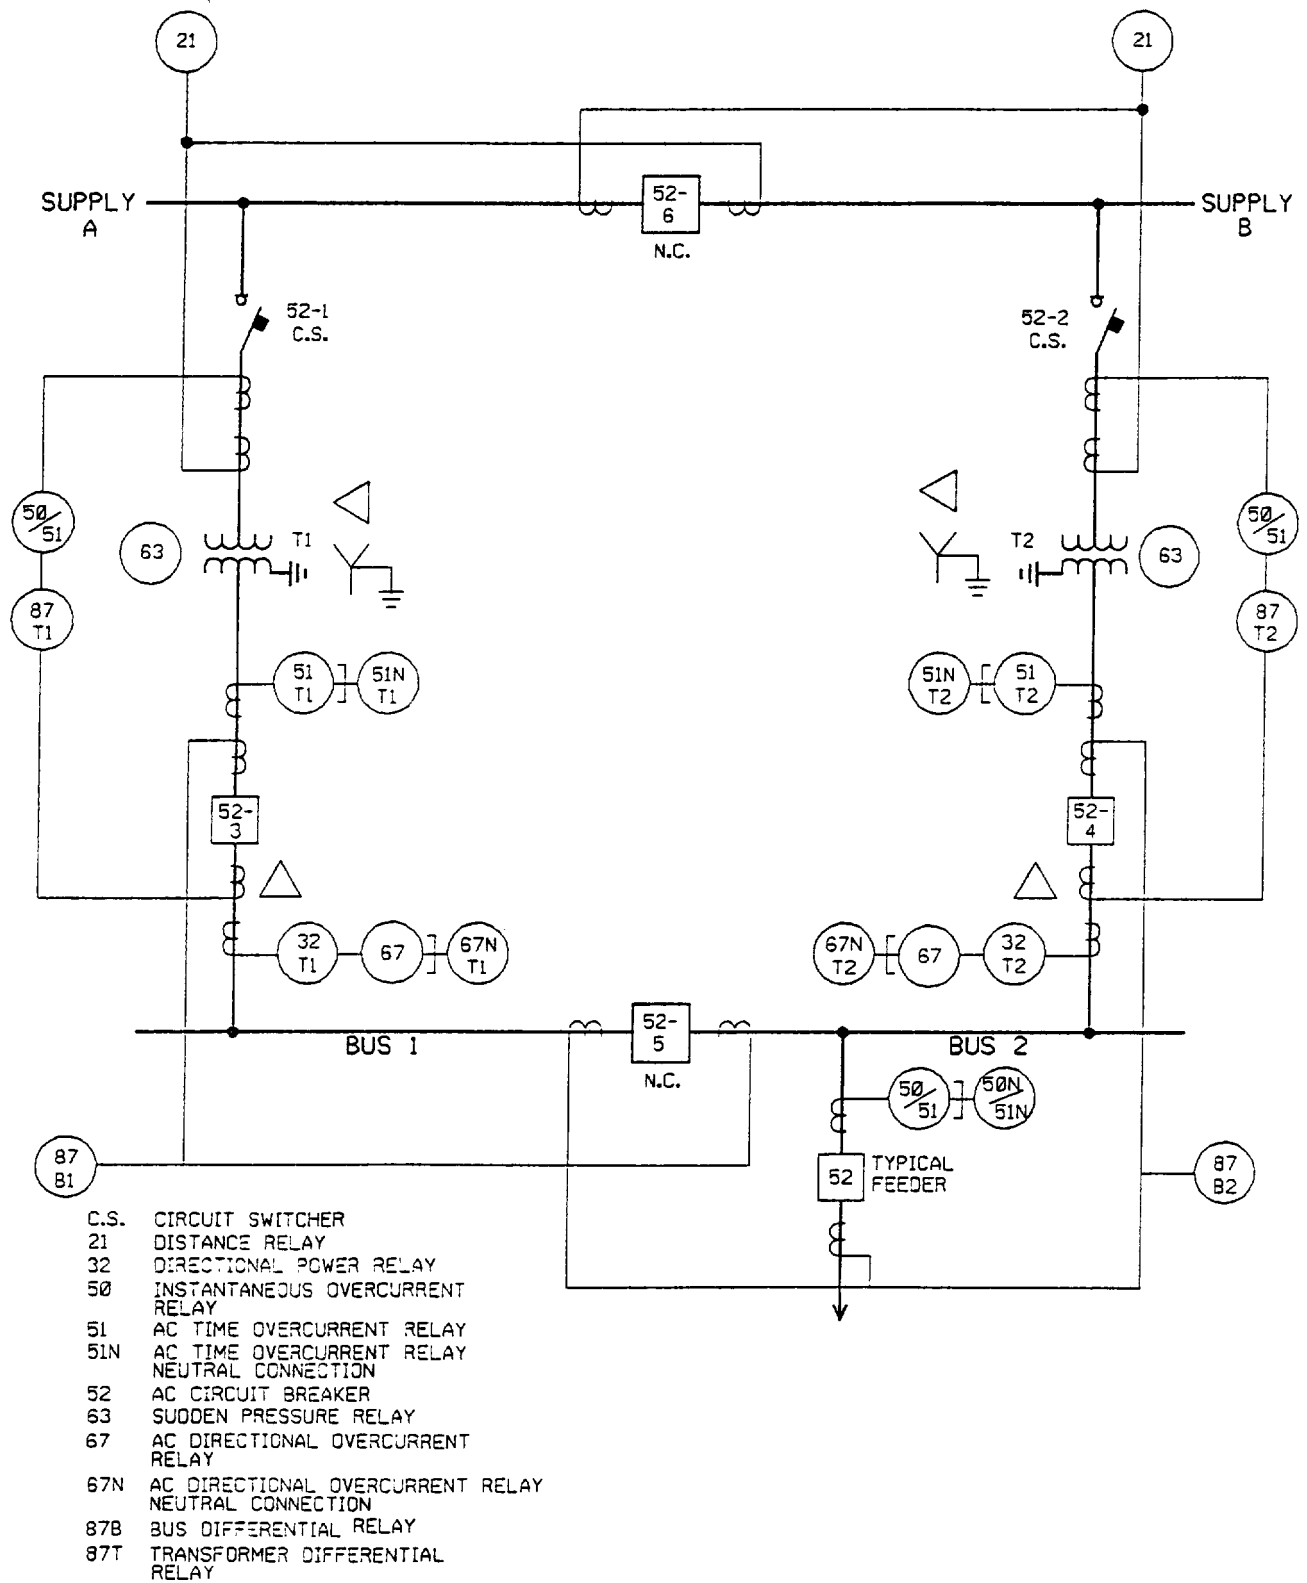 21
21
SUPPLY
A
52-
6
N.C.
SUPPLY
B
52-1
C.S.
52-2
C.S.
50/51
63
T1
T2
63
50/51
87
T1
87
T2
51
T1
51N
T1
51N
T2
51
T2
52-
3
52-
4
32
T1
67
67N
T1
67N
T2
67
32
T2
BUS 1
52-
5
N.C.
BUS 2
50/51
50N/51N
87
B1
52
TYPICAL
FEEDER
87
B2
C.S. CIRCUIT SWITCHER
21 DISTANCE RELAY
32 DIRECTIONAL POWER RELAY
50 INSTANTANEOUS OVERCURRENT
RELAY
51 AC TIME OVERCURRENT RELAY
51N AC TIME OVERCURRENT RELAY
NEUTRAL CONNECTION
52 AC CIRCUIT BREAKER
63 SUDDEN PRESSURE RELAY
67 AC DIRECTIONAL OVERCURRENT
RELAY
67N AC DIRECTIONAL OVERCURRENT RELAY
NEUTRAL CONNECTION
87B BUS DIFFERENTIAL RELAY
87T TRANSFORMER DIFFERENTIAL
RELAY